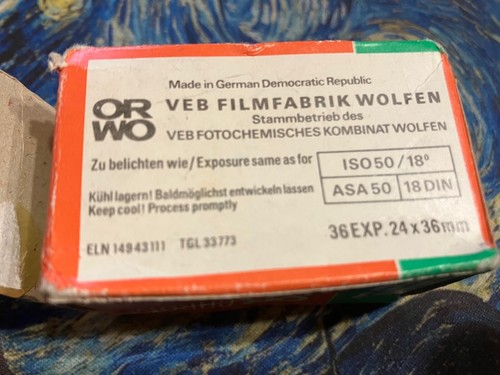 Made in German Democratic Republic
ORWO
VEB FILMFABRIK WOLFEN
Stammbetrieb des
VEB FOTOCHEMISCHES KOMBINAT WOLFEN
Zu belichten wie/Exposure same as for
ISO 50/18°
ASA 50 18 DIN
Kühl lagern! Baldmöglichst entwickeln lassen
Keep cool! Process promptly
36 EXP. 24 x 36 mm
ELN 14943111 TGL 33773